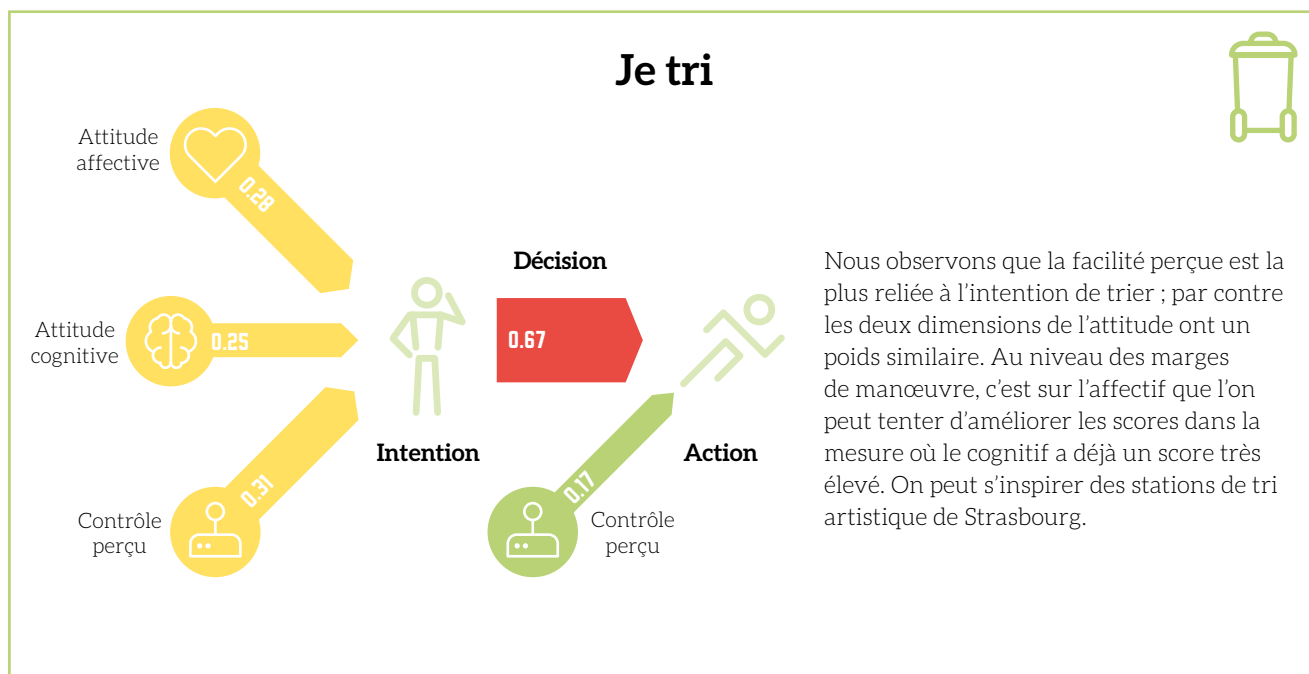 Je tri
Attitude
affective
0.28
Attitude
cognitive
0.25
Contrôle
perçu
0.31
Intention
Décision
0.67
Action
0.17
Contrôle
perçu
Nous observons que la facilité perçue est la
plus reliée à l’intention de trier ; par contre
les deux dimensions de l’attitude ont un
poids similaire. Au niveau des marges
de manœuvre, c’est sur l’affectif que l’on
peut tenter d’améliorer les scores dans la
mesure où le cognitif a déjà un score très
élevé. On peut s’inspirer des stations de tri
artistique de Strasbourg.